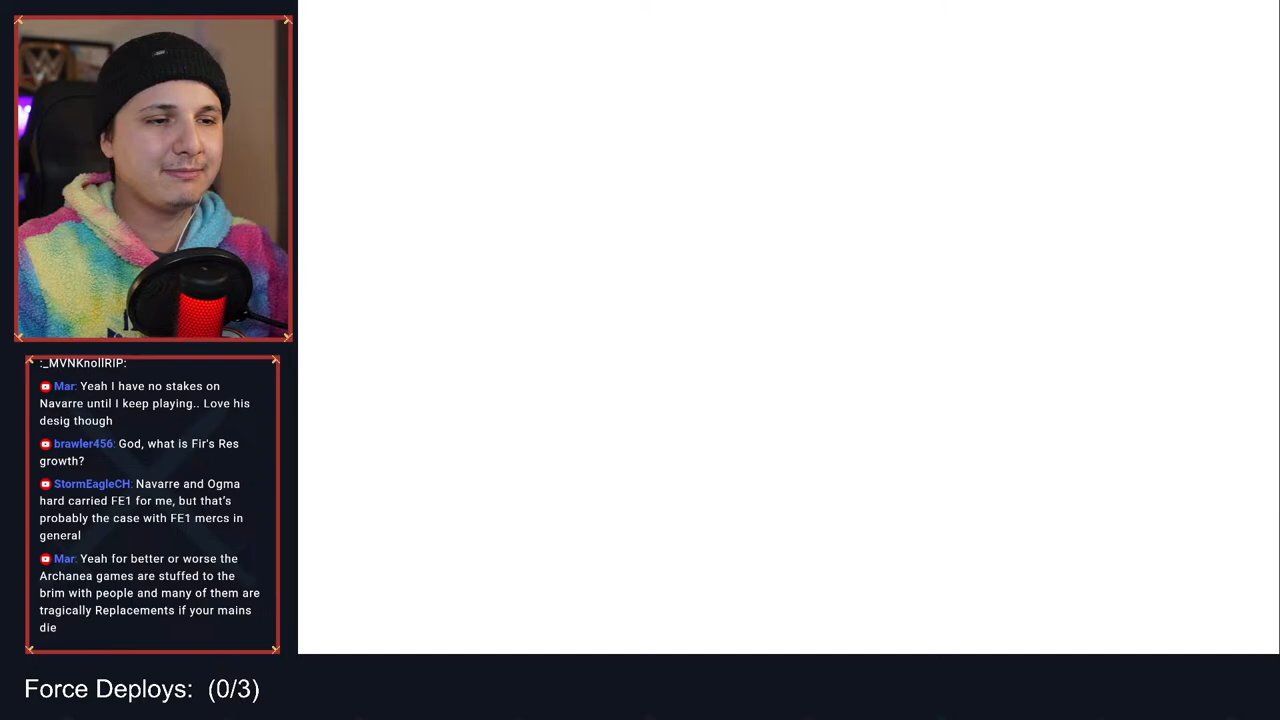 :_MVNKnollRIP:
Mar: Yeah I have no stakes on
Navarre until I keep playing.. Love his
desig though
brawler456: God, what is Fir's Res
growth?
StormEagleCH: Navarre and Ogma
hard carried FE1 for me, but that’s
probably the case with FE1 mercs in
general
Mar: Yeah for better or worse the
Archanea games are stuffed to the
brim with people and many of them are
tragically Replacements if your mains
die
Force Deploys: (0/3)